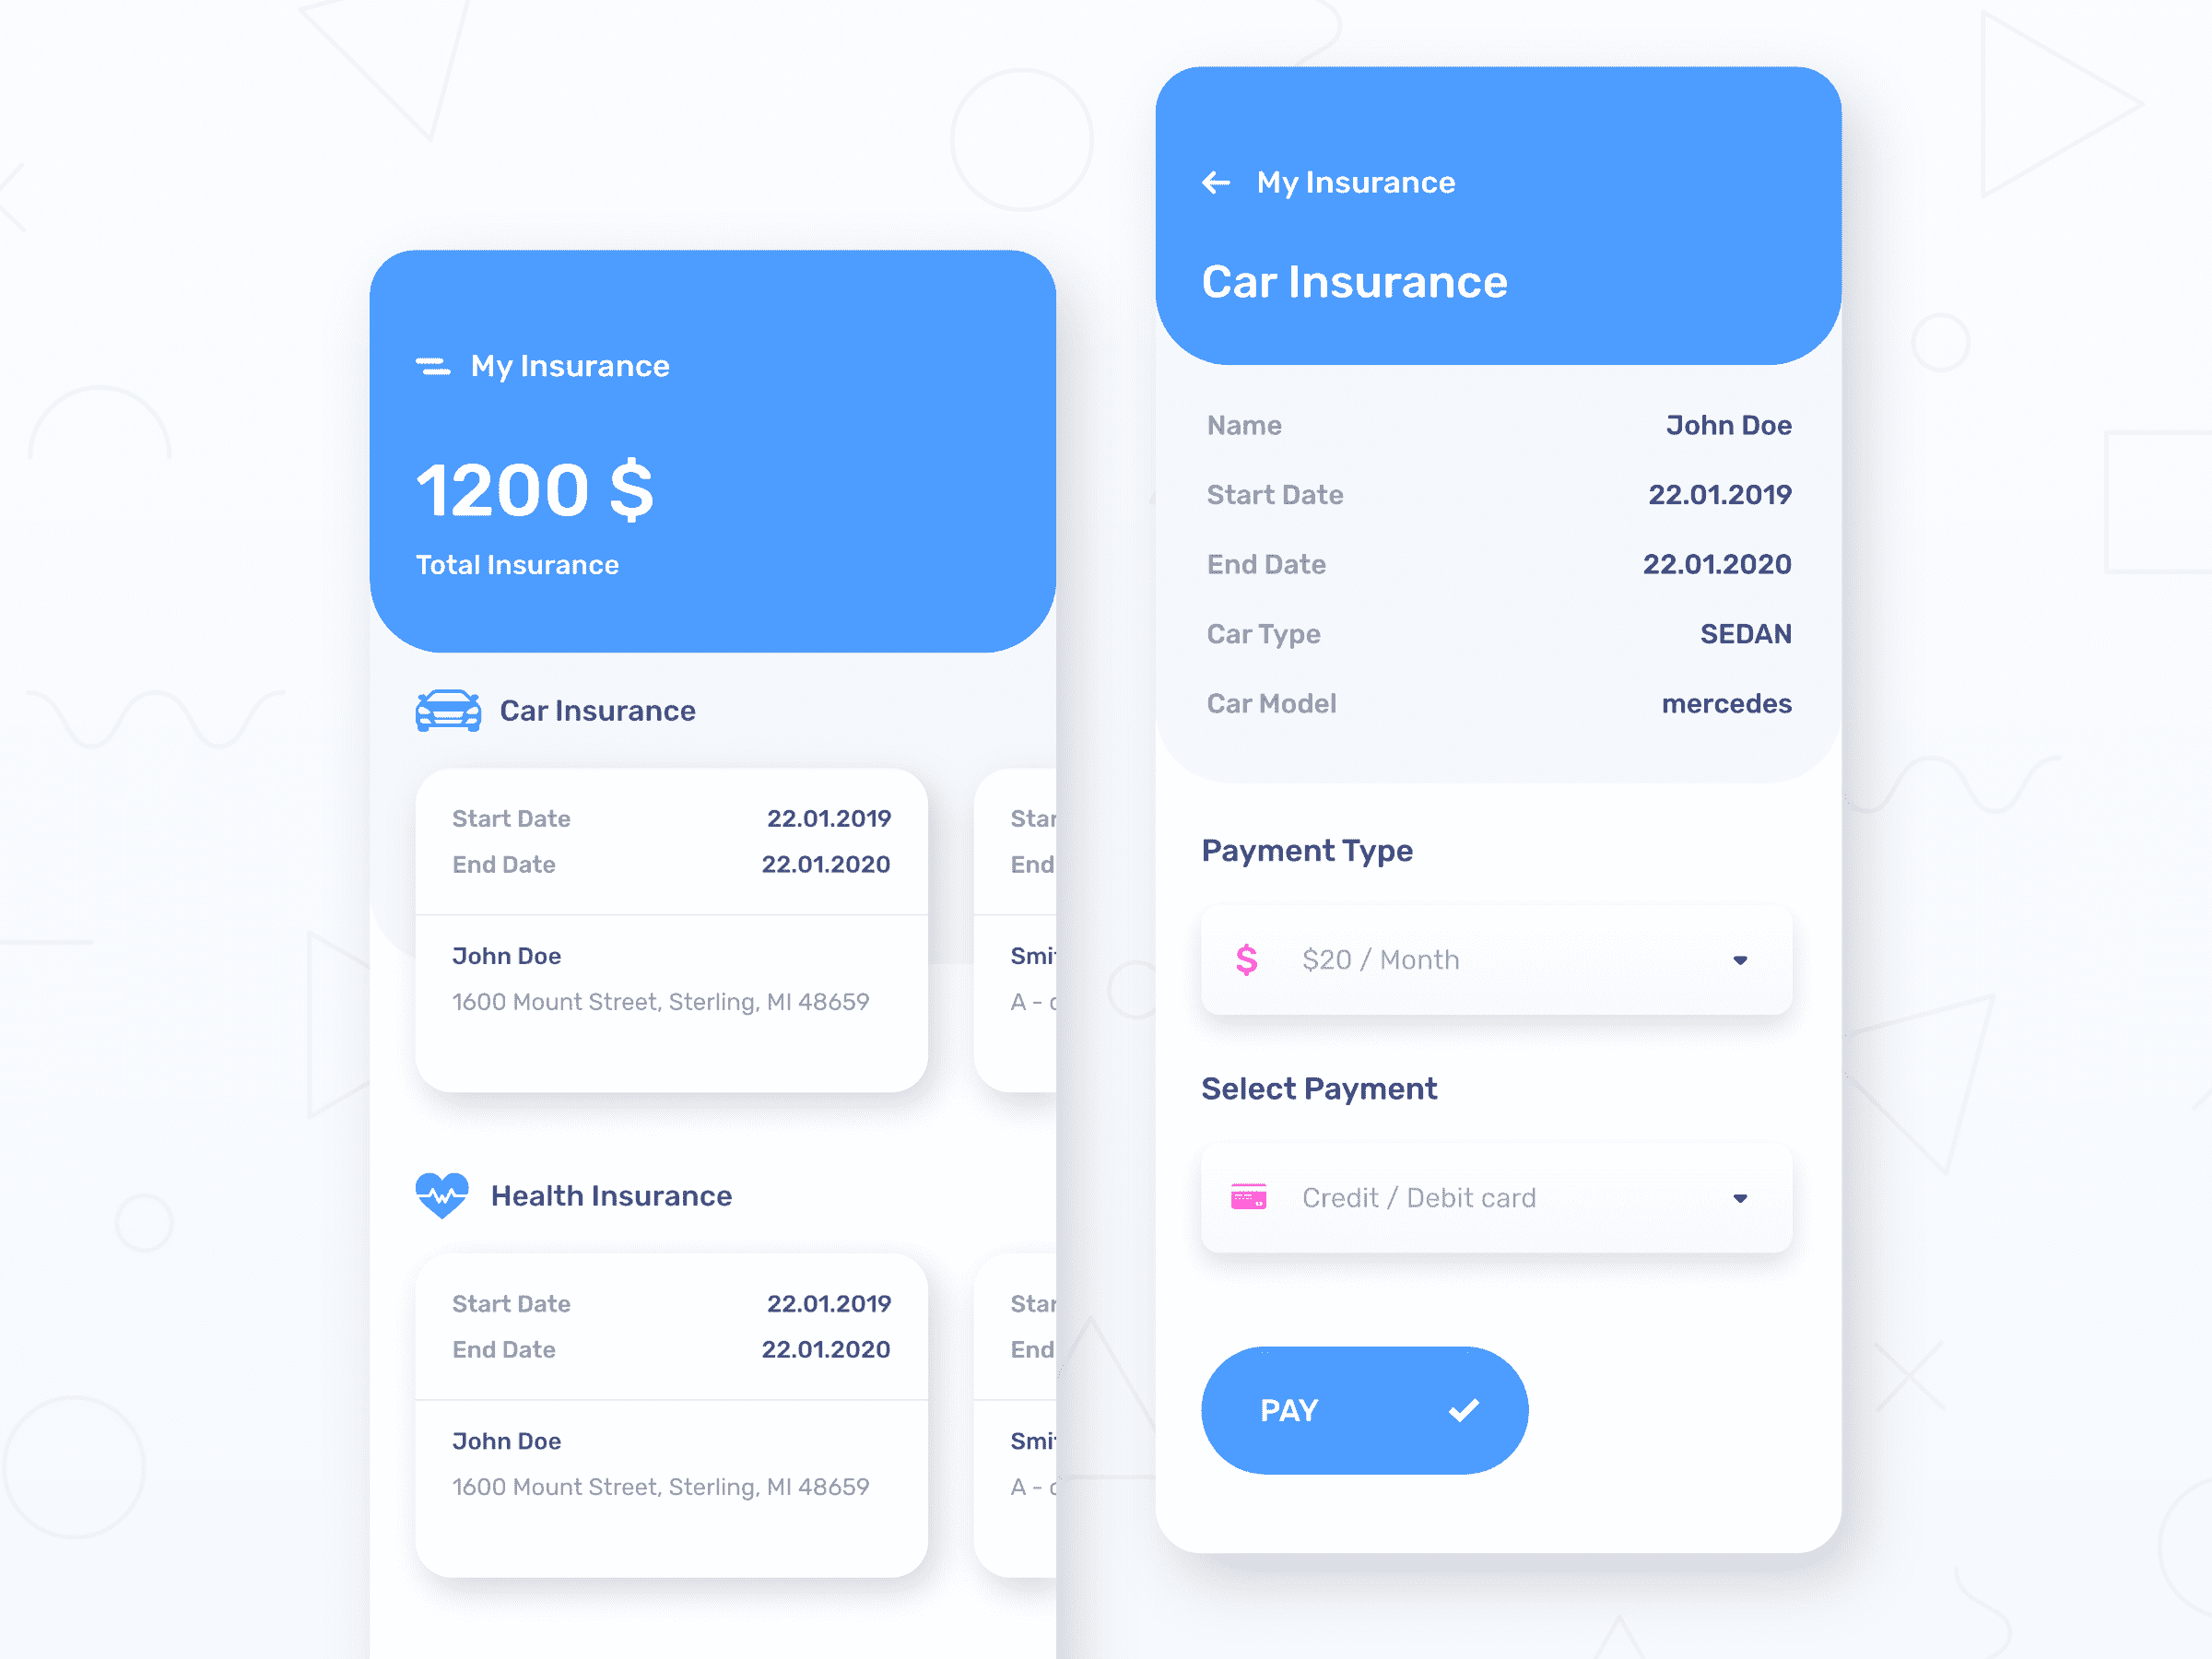 My Insurance
1200 $
Total Insurance
Car Insurance
Start Date 22.01.2019
End Date 22.01.2020
John Doe
1600 Mount Street, Sterling, MI 48659
Star
End
Smi
A - c
Health Insurance
Start Date 22.01.2019
End Date 22.01.2020
John Doe
1600 Mount Street, Sterling, MI 48659
Star
End
Smi
A - c
My Insurance
Car Insurance
Name John Doe
Start Date 22.01.2019
End Date 22.01.2020
Car Type SEDAN
Car Model mercedes
Payment Type
$ $20 / Month
Select Payment
Credit / Debit card
PAY